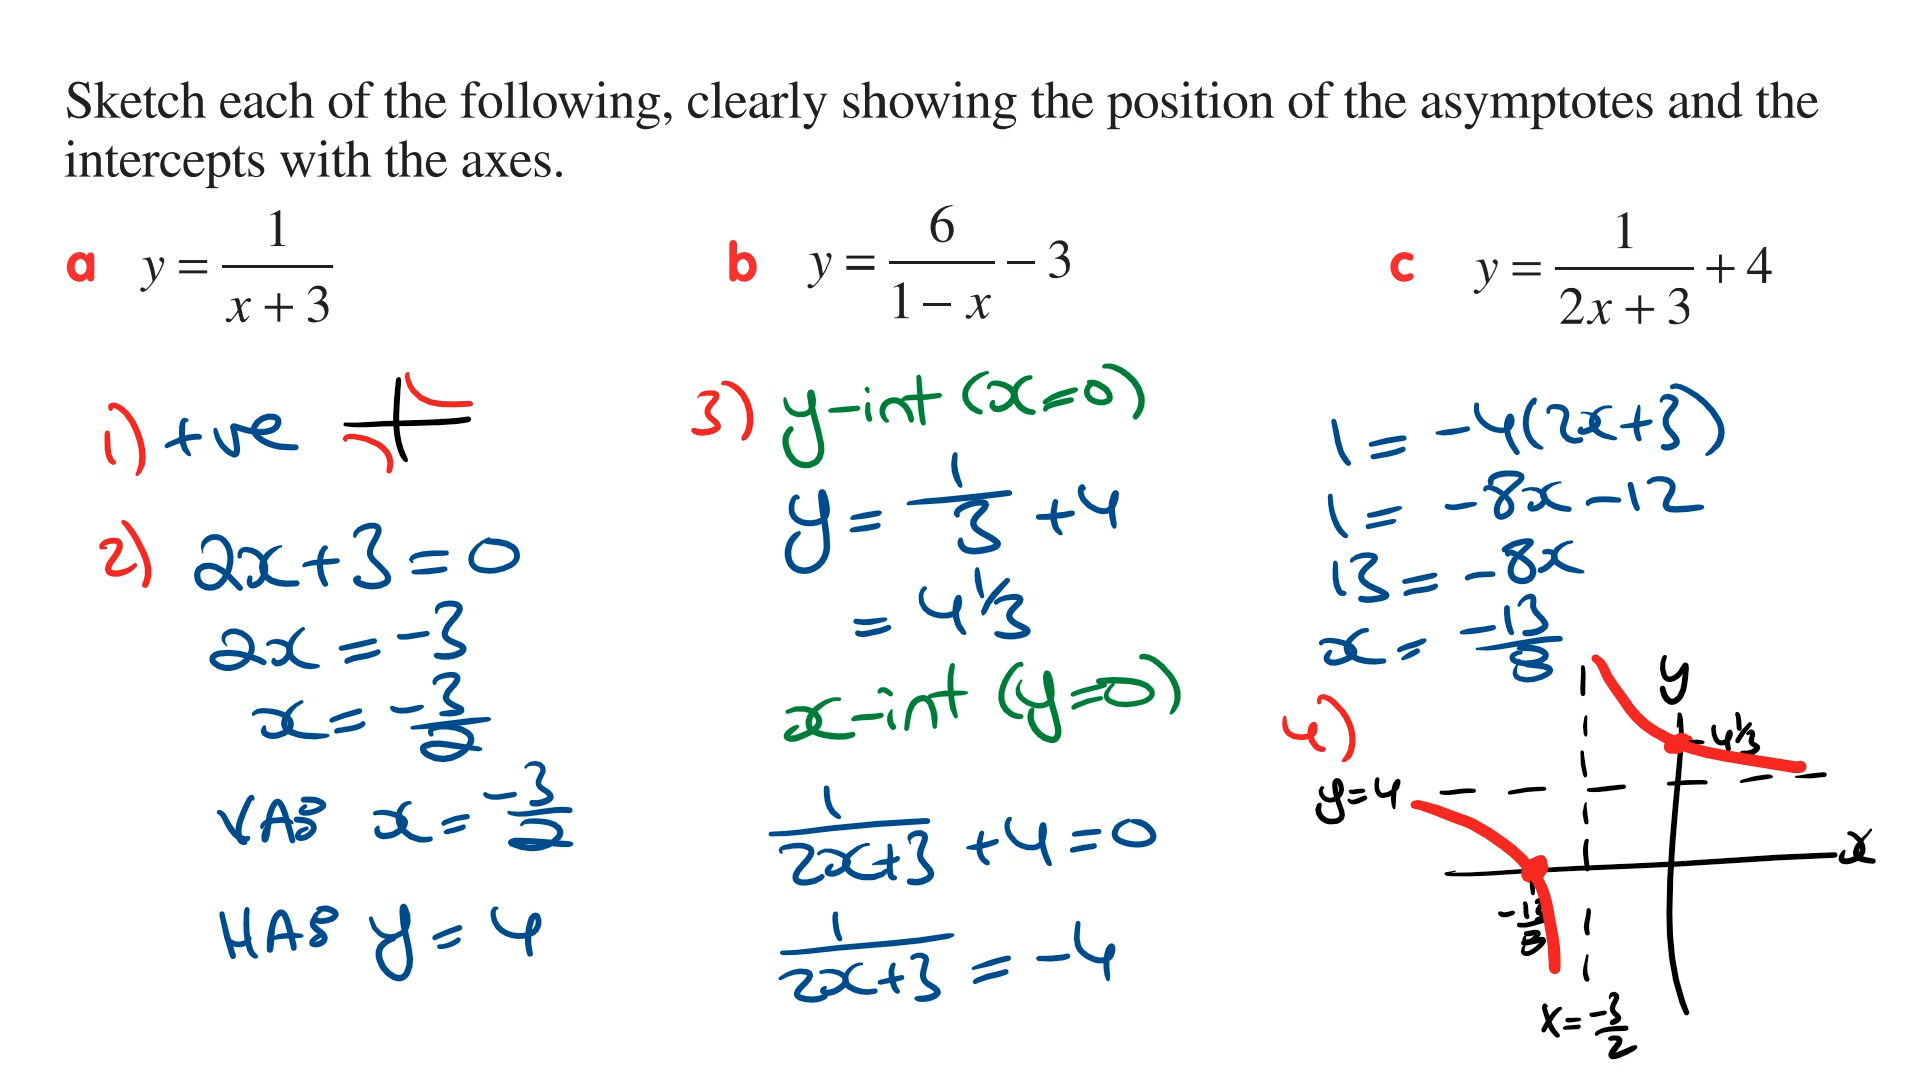 Sketch each of the following, clearly showing the position of the asymptotes and the
intercepts with the axes.
a y = 1/(x + 3)
b y = 6/(1 − x) − 3
c y = 1/(2x + 3) + 4
1) +ve
2) 2x+3=0
2x = -3
x = -3/2
VAS x = -3/2
HAS y = 4
3) y-int (x=0)
y = 1/3 + 4
= 4 1/3
x-int (y=0)
1/(2x+3) + 4 = 0
1/(2x+3) = -4
1 = -4(2x+3)
1 = -8x - 12
13 = -8x
x = -13/8
4)
y
4 1/3
y=4
x
-13/8
x = -3/2